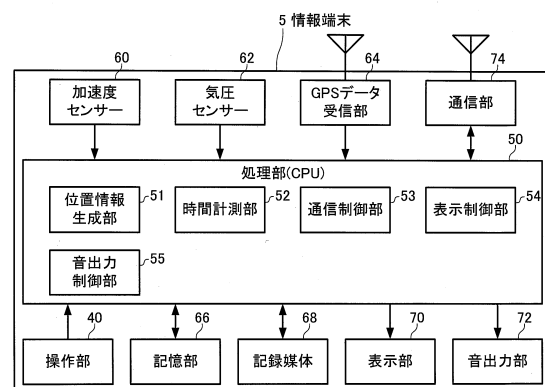 5 情報端末
60
62
64
74
加速度
センサー
気圧
センサー
GPSデータ
受信部
通信部
50
処理部(CPU)
位置情報
生成部
51
時間計測部
52
通信制御部
53
表示制御部
54
音出力
制御部
55
40
66
68
70
72
操作部
記憶部
記録媒体
表示部
音出力部